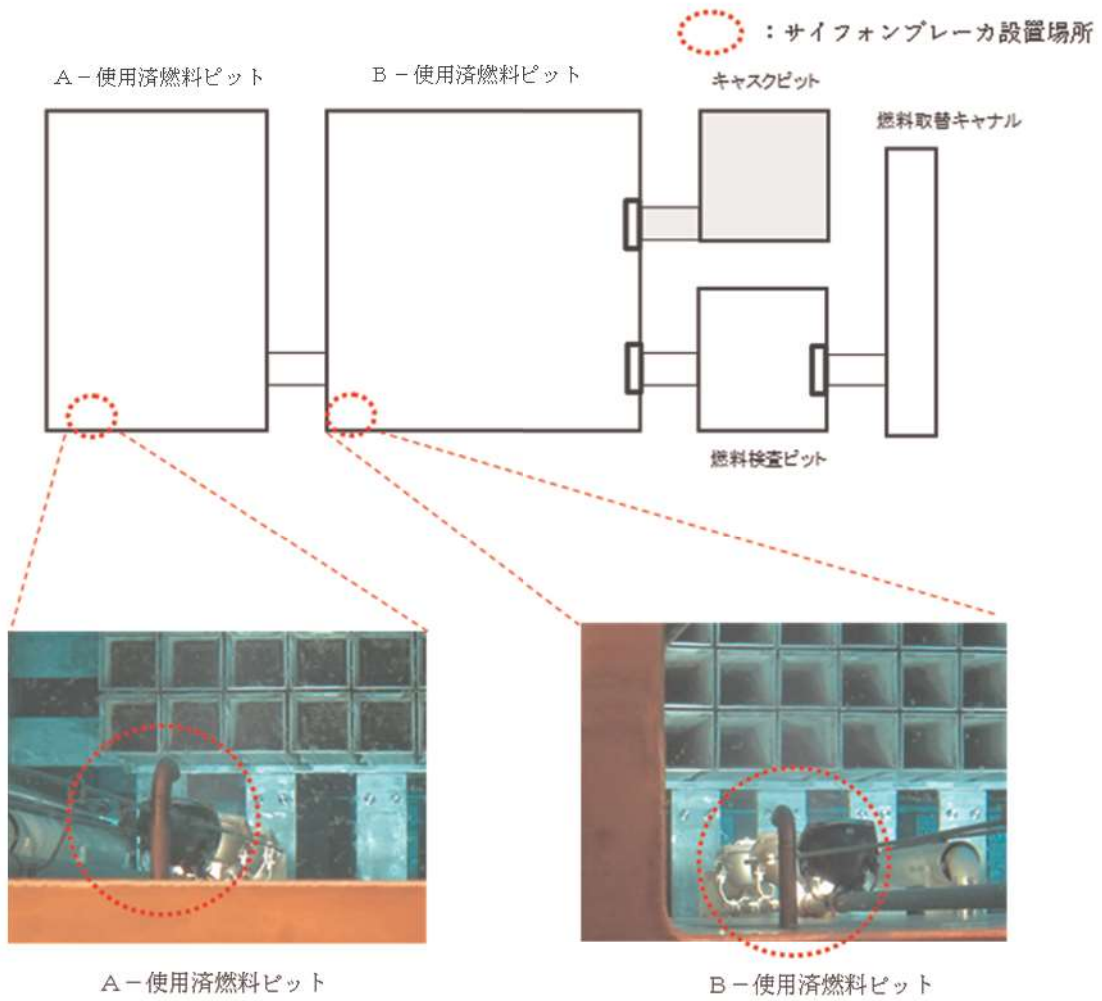 ：サイフォンブレーカ設置場所
A－使用済燃料ピット
B－使用済燃料ピット
キャスクピット
燃料取替キャナル
燃料検査ピット
A－使用済燃料ピット
B－使用済燃料ピット